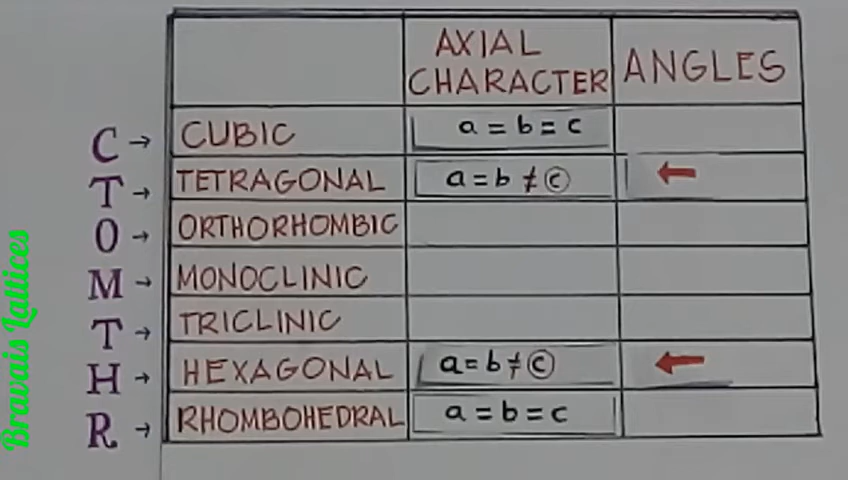 AXIAL
CHARACTER
ANGLES
C → CUBIC a = b = c
T → TETRAGONAL a = b ≠ ⓒ ←
O → ORTHORHOMBIC
M → MONOCLINIC
T → TRICLINIC
H → HEXAGONAL a = b ≠ ⓒ ←
R → RHOMBOHEDRAL a = b = c
Bravais Lattices